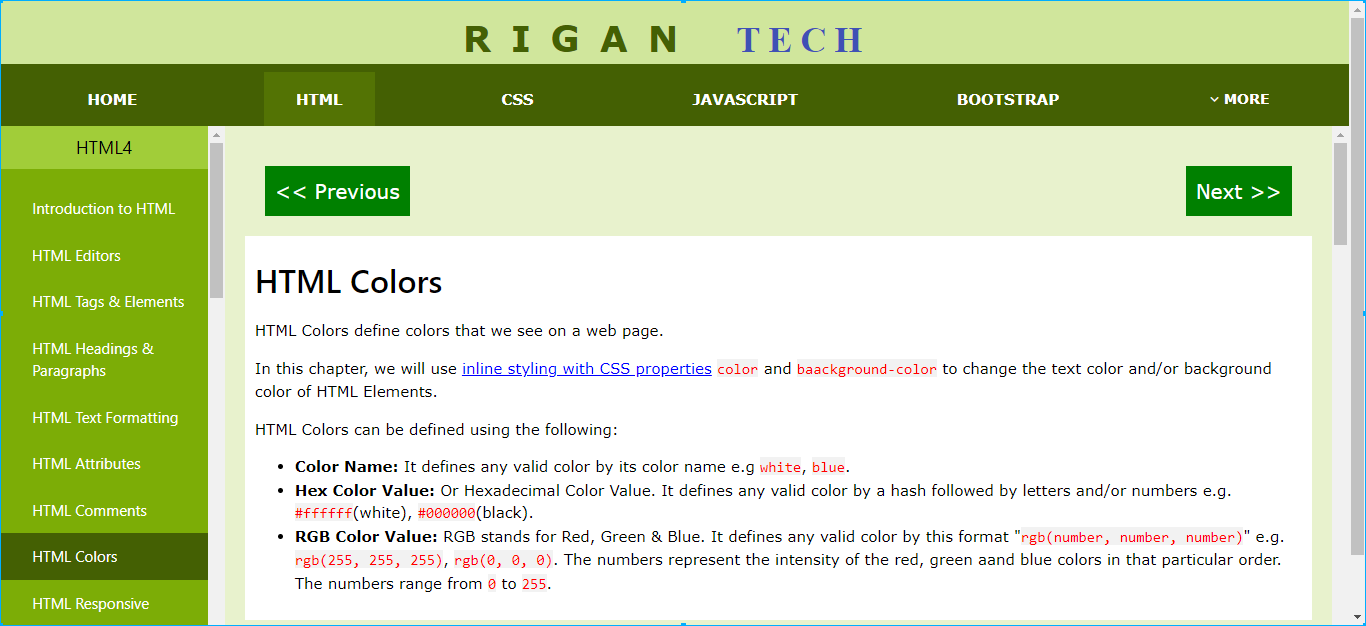 RIGAN TECH
HOME HTML CSS JAVASCRIPT BOOTSTRAP MORE
HTML4
Introduction to HTML
HTML Editors
HTML Tags & Elements
HTML Headings &
Paragraphs
HTML Text Formatting
HTML Attributes
HTML Comments
HTML Colors
HTML Responsive
<< Previous
Next >>
HTML Colors
HTML Colors define colors that we see on a web page.
In this chapter, we will use inline styling with CSS properties color and baackground-color to change the text color and/or background
color of HTML Elements.
HTML Colors can be defined using the following:
• Color Name: It defines any valid color by its color name e.g white, blue.
• Hex Color Value: Or Hexadecimal Color Value. It defines any valid color by a hash followed by letters and/or numbers e.g.
#ffffff(white), #000000(black).
• RGB Color Value: RGB stands for Red, Green & Blue. It defines any valid color by this format "rgb(number, number, number)" e.g.
rgb(255, 255, 255), rgb(0, 0, 0). The numbers represent the intensity of the red, green aand blue colors in that particular order.
The numbers range from 0 to 255.